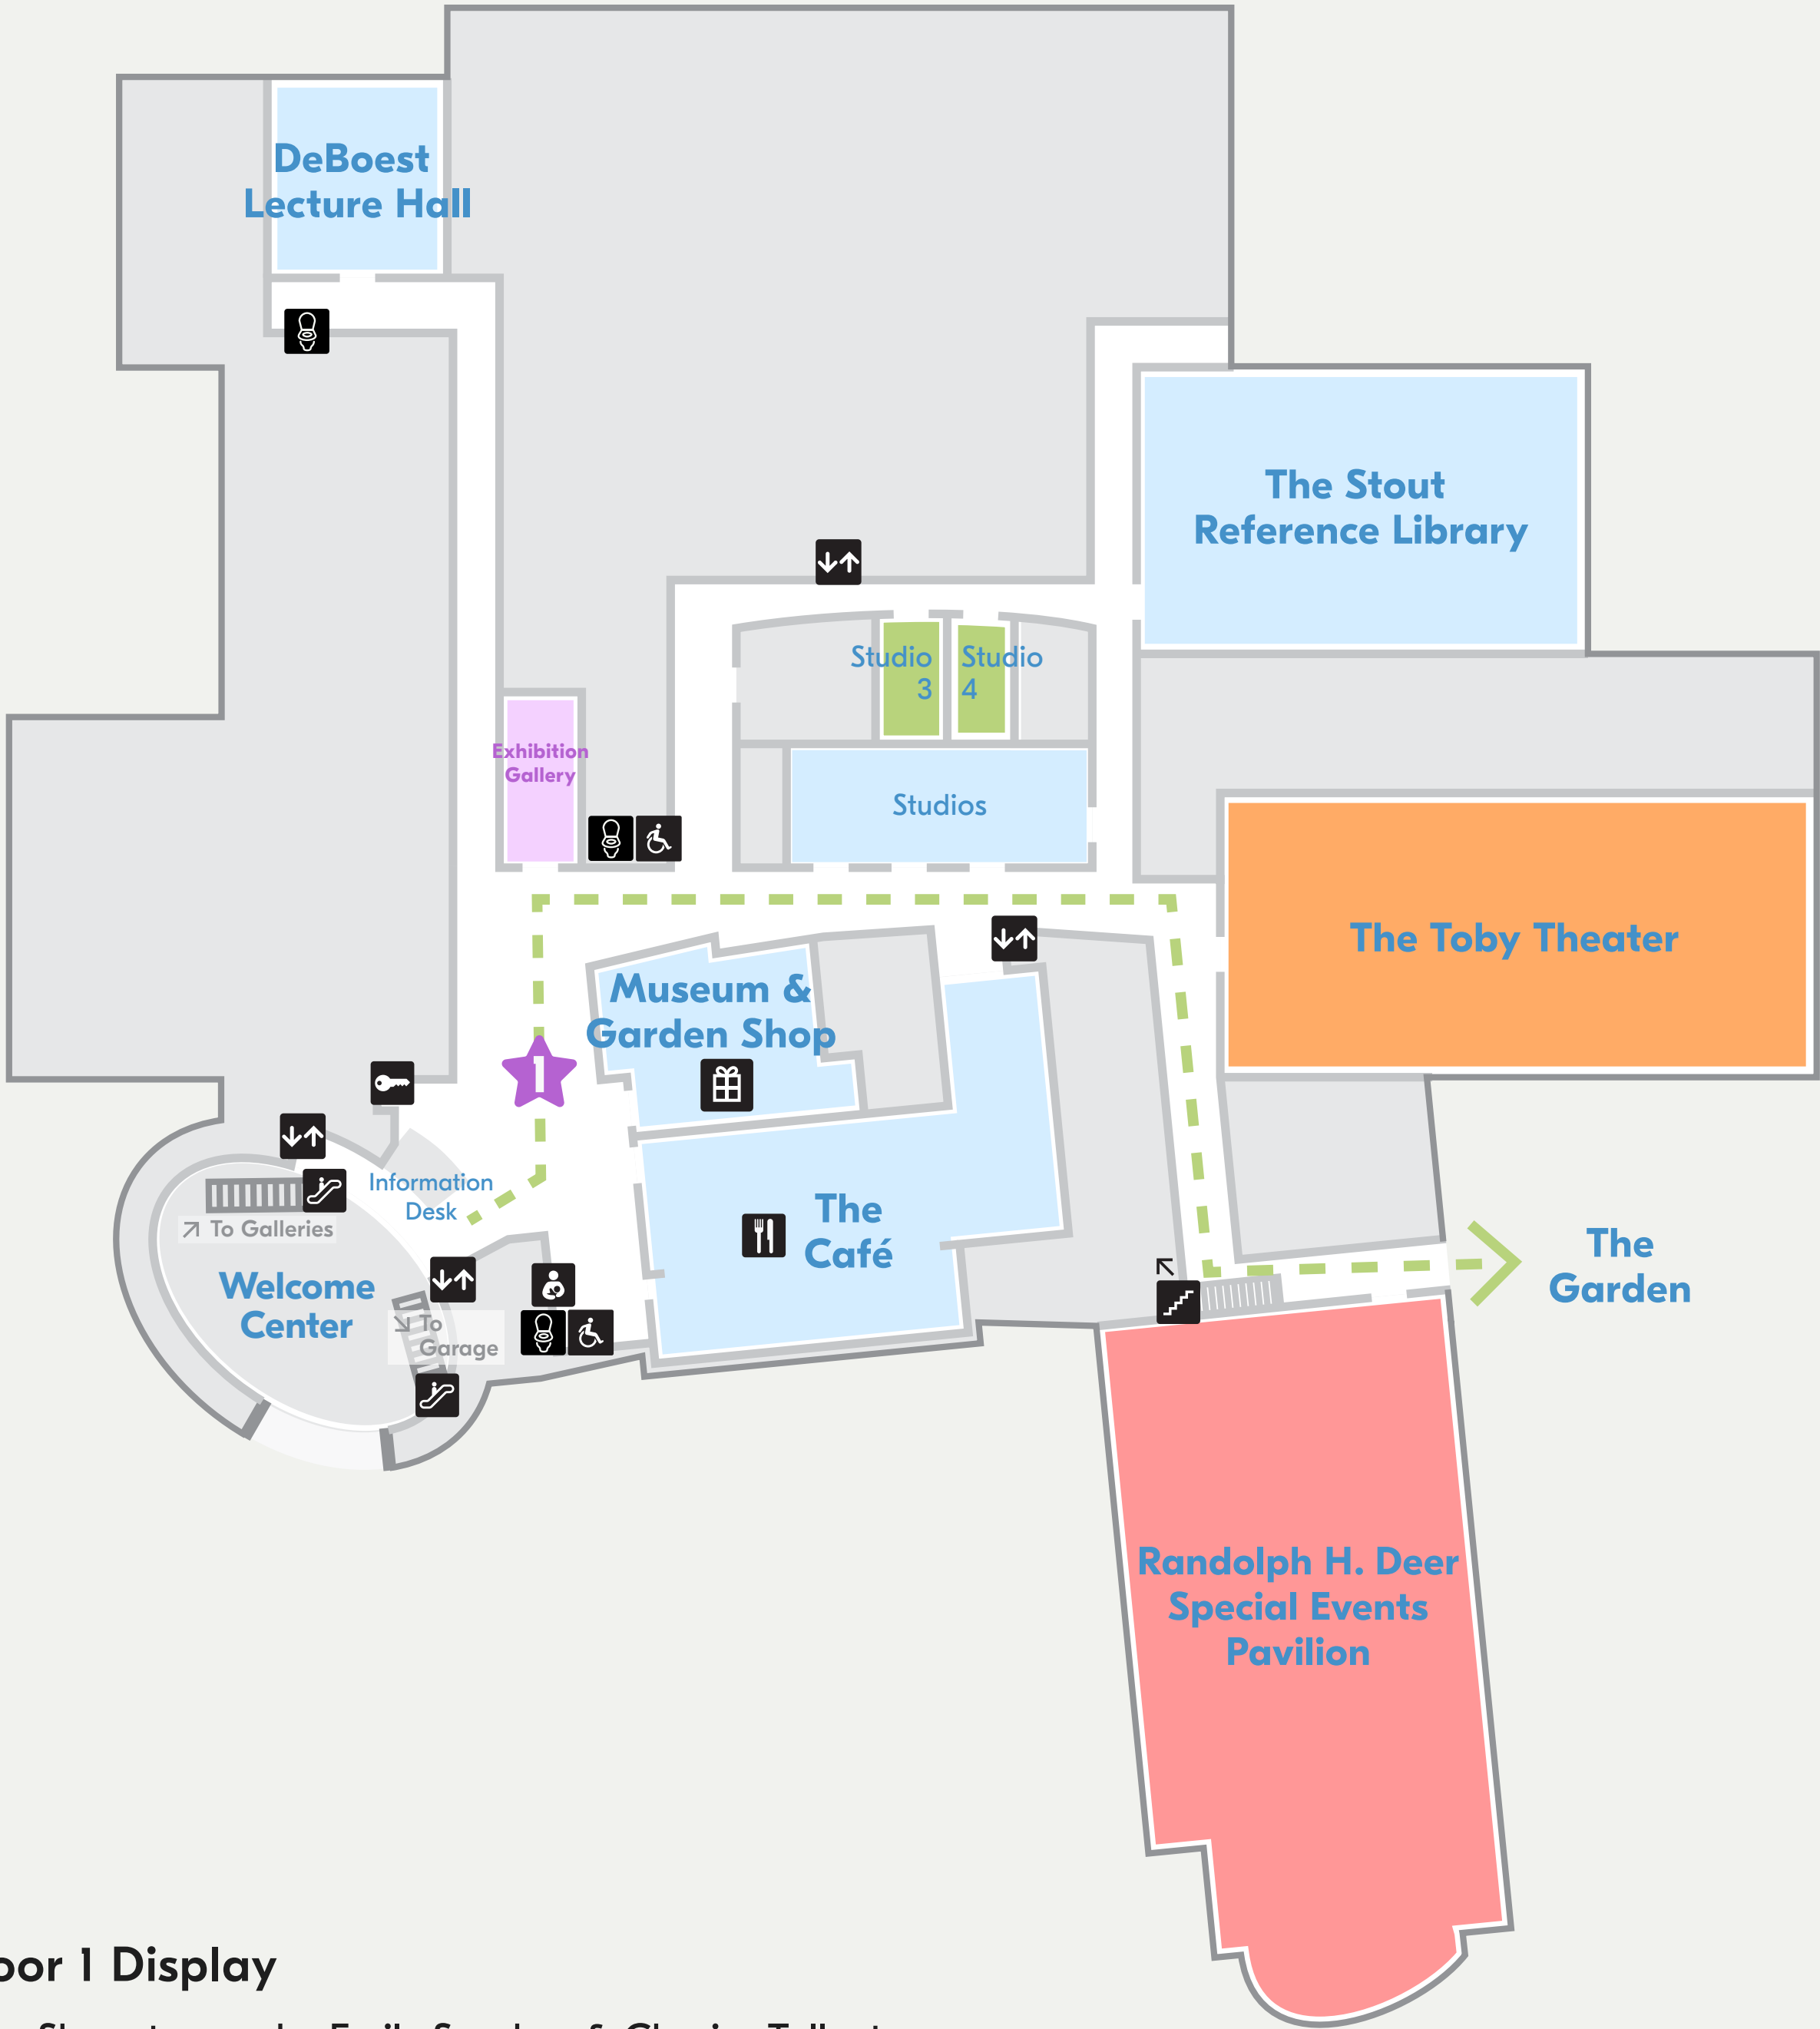 DeBoest
Lecture Hall
The Stout
Reference Library
Studio
3
Studio
4
Exhibition
Gallery
Studios
The Toby Theater
Museum &
Garden Shop
1
Information
Desk
To Galleries
The
Café
The
Garden
Welcome
Center
To
Garage
Randolph H. Deer
Special Events
Pavilion
oor 1 Display